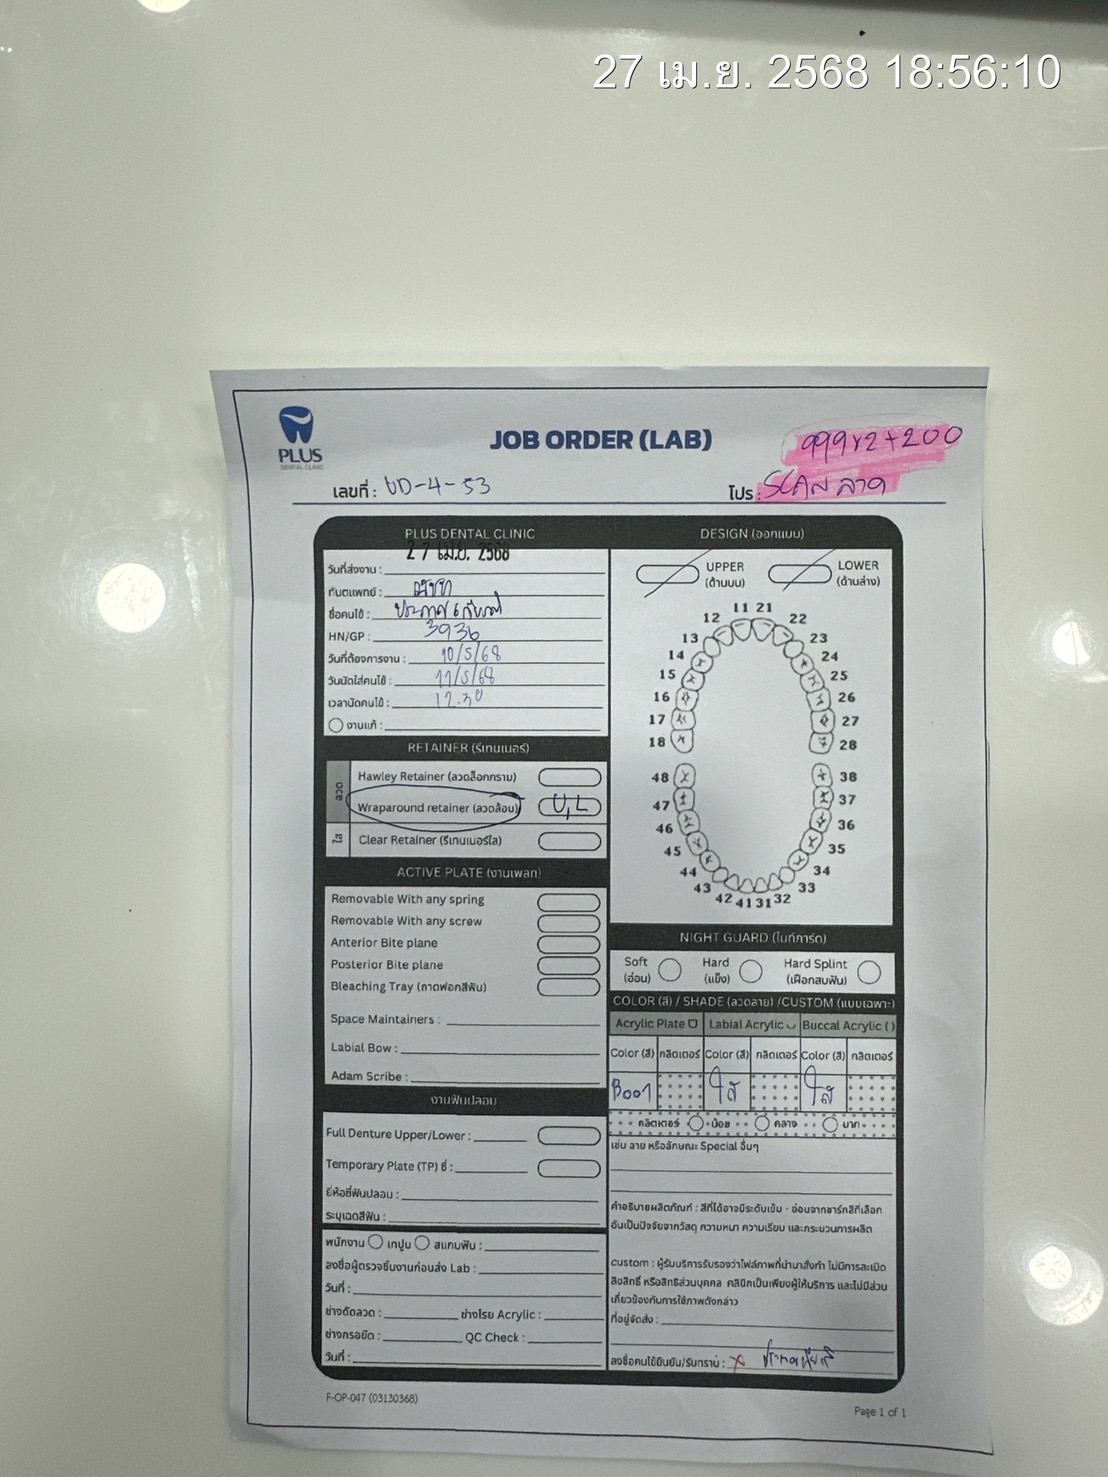 27 เม.ย. 2568 18:56:10
PLUS
DENTAL CLINIC
JOB ORDER (LAB)
999x2+200
เลขที่ : UD-4-53
โปร : SCAN ลวด
PLUS DENTAL CLINIC
27 เม.ย. 2568
วันที่ส่งงาน :
ทันตแพทย์ :
ชื่อคนไข้ :
HN/GP : 3936
วันที่ต้องการงาน : 10/5/68
วันนัดใส่คนไข้ : 11/5/68
เวลานัดคนไข้ : 12.30
งานแก้ :
RETAINER (รีเทนเนอร์)
ลวด
Hawley Retainer (ลวดล็อกกราม)
Wraparound retainer (ลวดล้อม) U,L
ใส
Clear Retainer (รีเทนเนอร์ใส)
ACTIVE PLATE (งานเพลท)
Removable With any spring
Removable With any screw
Anterior Bite plane
Posterior Bite plane
Bleaching Tray (ถาดฟอกสีฟัน)
Space Maintainers :
Labial Bow :
Adam Scribe :
งานฟันปลอม
Full Denture Upper/Lower :
Temporary Plate (TP) ซี่ :
ยี่ห้อซี่ฟันปลอม :
ระบุเฉดสีฟัน :
พนักงาน เทปูน สแกนฟัน :
ลงชื่อผู้ตรวจชิ้นงานก่อนส่ง Lab :
วันที่ :
ช่างดัดลวด : ช่างโรย Acrylic :
ช่างกรอขัด : QC Check :
วันที่ :
DESIGN (ออกแบบ)
UPPER LOWER
(ด้านบน) (ด้านล่าง)
11 21
12 22
13 23
14 24
15 25
16 26
17 27
18 28
48 38
47 37
46 36
45 35
44 34
43 33
42 41 31 32
NIGHT GUARD (ไนท์การ์ด)
Soft Hard Hard Splint
(อ่อน) (แข็ง) (เฝือกสบฟัน)
COLOR (สี) / SHADE (ลวดลาย) /CUSTOM (แบบเฉพาะ)
Acrylic Plate Labial Acrylic Buccal Acrylic ( )
Color (สี) กลิตเตอร์ Color (สี) กลิตเตอร์ Color (สี) กลิตเตอร์
B001 ใส ใส
กลิตเตอร์ น้อย กลาง มาก
เช่น ลาย หรือลักษณะ Special อื่นๆ
คำอธิบายผลิตภัณฑ์ : สีที่ได้อาจมีระดับเข้ม - อ่อนจากชาร์ทสีที่เลือก
อันเป็นปัจจัยจากวัสดุ ความหนา ความเรียบ และกระบวนการผลิต
custom : ผู้รับบริการรับรองว่าไฟล์ภาพที่นำมาสั่งทำ ไม่มีการละเมิด
ลิขสิทธิ์ หรือสิทธิส่วนบุคคล คลินิกเป็นเพียงผู้ให้บริการ และไม่มีส่วน
เกี่ยวข้องกับการใช้ภาพดังกล่าว
ที่อยู่จัดส่ง :
ลงชื่อคนไข้ยืนยัน/รับทราบ : x
F-OP-047 (03130368)
Page 1 of 1